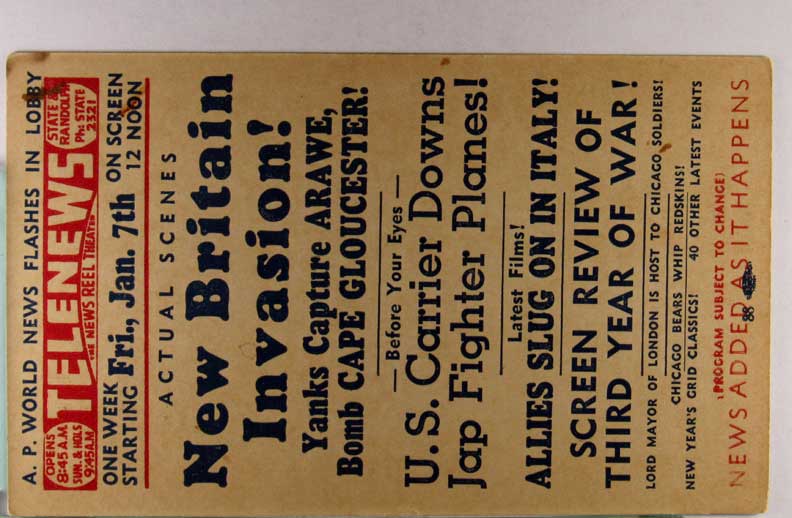 A. P. WORLD NEWS FLASHES IN LOBBY
OPENS
8:45 A.M.
SUN. & HOLS
9:45 A.M
TELENEWS
THE NEWS REEL THEATER
STATE at
RANDOLPH
Ph: STATE
2321
ONE WEEK
STARTING Fri., Jan. 7th ON SCREEN
12 NOON
ACTUAL SCENES
New Britain
Invasion!
Yanks Capture ARAWE,
Bomb CAPE GLOUCESTER!
— Before Your Eyes —
U. S. Carrier Downs
Jap Fighter Planes!
Latest Films!
ALLIES SLUG ON IN ITALY!
SCREEN REVIEW OF
THIRD YEAR OF WAR!
LORD MAYOR OF LONDON IS HOST TO CHICAGO SOLDIERS!
CHICAGO BEARS WHIP REDSKINS!
NEW YEAR'S GRID CLASSICS! 40 OTHER LATEST EVENTS
(PROGRAM SUBJECT TO CHANGE)
NEWS ADDED AS IT HAPPENS
88